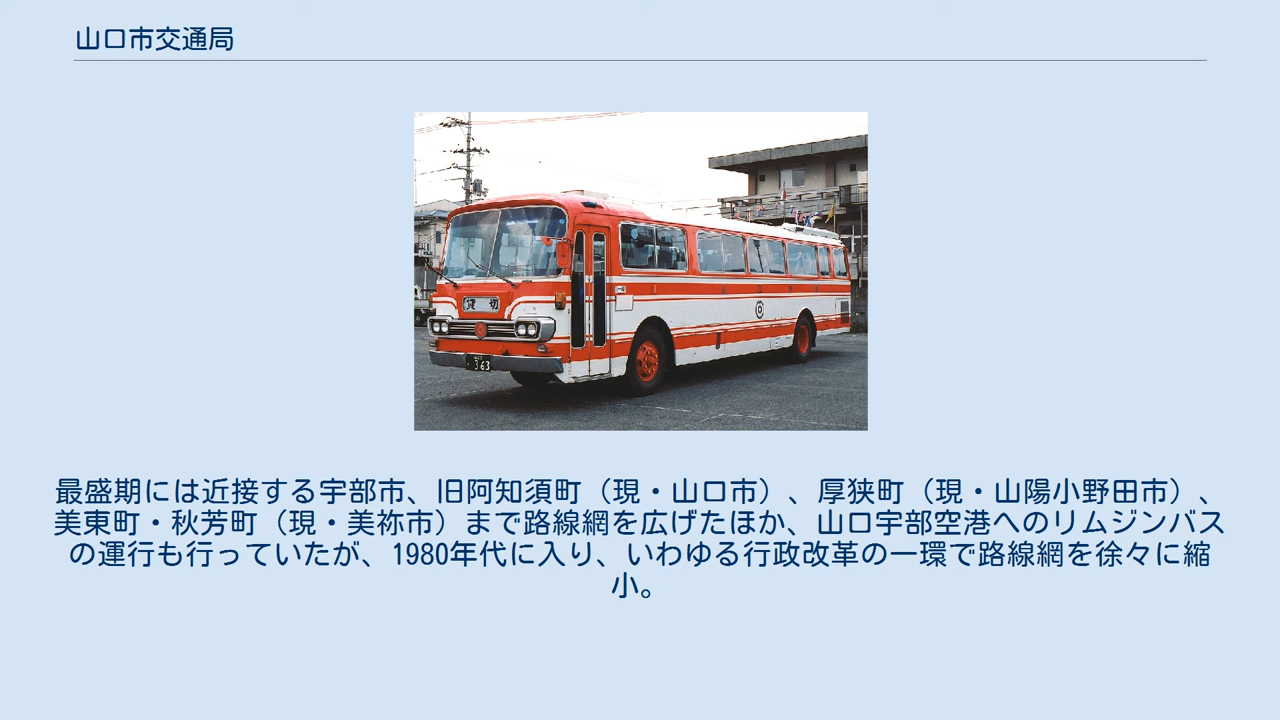 山口市交通局
貸切
363
最盛期には近接する宇部市、旧阿知須町（現・山口市）、厚狭町（現・山陽小野田市）、
美東町・秋芳町（現・美祢市）まで路線網を広げたほか、山口宇部空港へのリムジンバス
の運行も行っていたが、1980年代に入り、いわゆる行政改革の一環で路線網を徐々に縮
小。